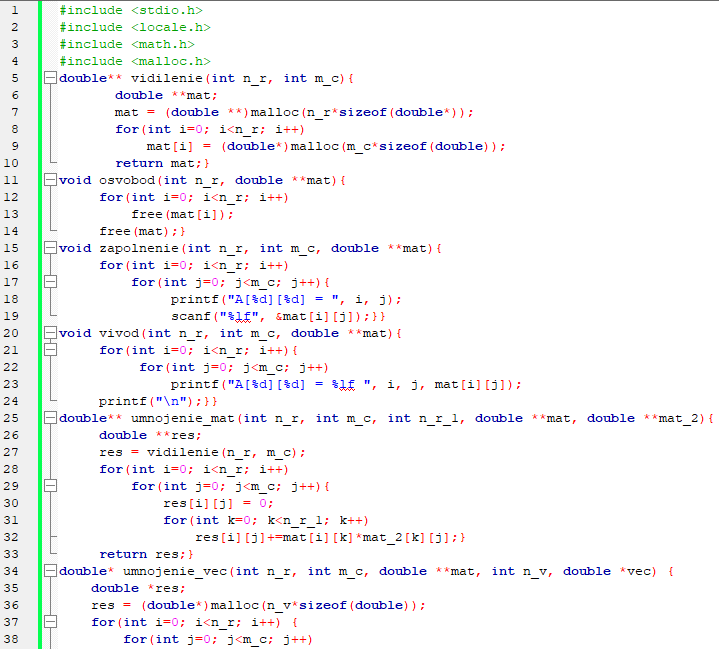 1 #include <stdio.h>
2 #include <locale.h>
3 #include <math.h>
4 #include <malloc.h>
5 double** vidilenie(int n_r, int m_c){
6 double **mat;
7 mat = (double **)malloc(n_r*sizeof(double*));
8 for(int i=0; i<n_r; i++)
9 mat[i] = (double*)malloc(m_c*sizeof(double));
10 return mat;}
11 void osvobod(int n_r, double **mat){
12 for(int i=0; i<n_r; i++)
13 free(mat[i]);
14 free(mat);}
15 void zapolnenie(int n_r, int m_c, double **mat){
16 for(int i=0; i<n_r; i++)
17 for(int j=0; j<m_c; j++){
18 printf("A[%d][%d] = ", i, j);
19 scanf("%lf", &mat[i][j]);}}
20 void vivod(int n_r, int m_c, double **mat){
21 for(int i=0; i<n_r; i++){
22 for(int j=0; j<m_c; j++)
23 printf("A[%d][%d] = %lf ", i, j, mat[i][j]);
24 printf("\n");}}
25 double** umnojenie_mat(int n_r, int m_c, int n_r_1, double **mat, double **mat_2){
26 double **res;
27 res = vidilenie(n_r, m_c);
28 for(int i=0; i<n_r; i++)
29 for(int j=0; j<m_c; j++){
30 res[i][j] = 0;
31 for(int k=0; k<n_r_1; k++)
32 res[i][j]+=mat[i][k]*mat_2[k][j];}
33 return res;}
34 double* umnojenie_vec(int n_r, int m_c, double **mat, int n_v, double *vec) {
35 double *res;
36 res = (double*)malloc(n_v*sizeof(double));
37 for(int i=0; i<n_r; i++) {
38 for(int j=0; j<m_c; j++)